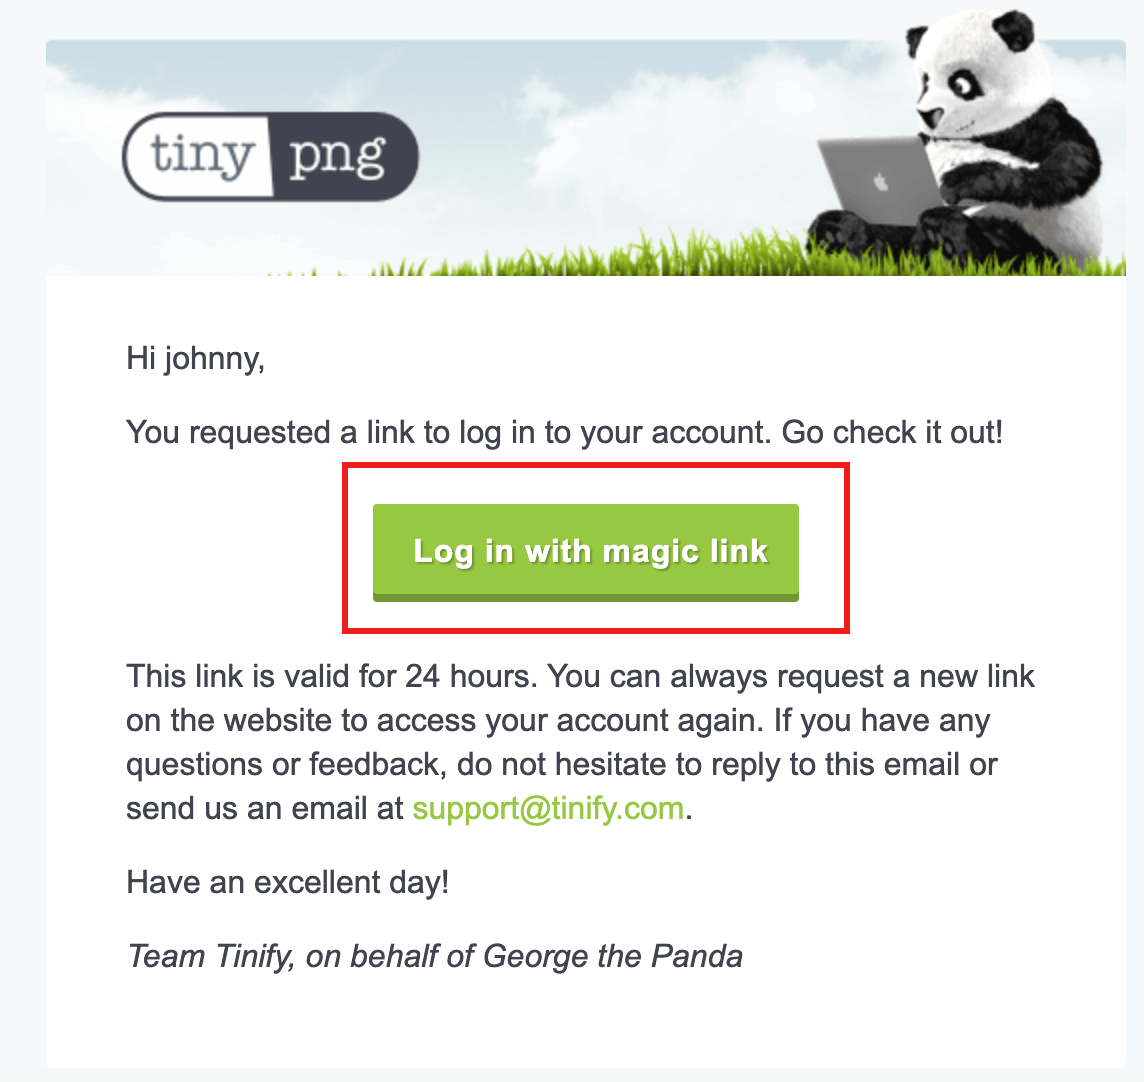 tiny png
Hi johnny,
You requested a link to log in to your account. Go check it out!
Log in with magic link
This link is valid for 24 hours. You can always request a new link
on the website to access your account again. If you have any
questions or feedback, do not hesitate to reply to this email or
send us an email at support@tinify.com.
Have an excellent day!
Team Tinify, on behalf of George the Panda